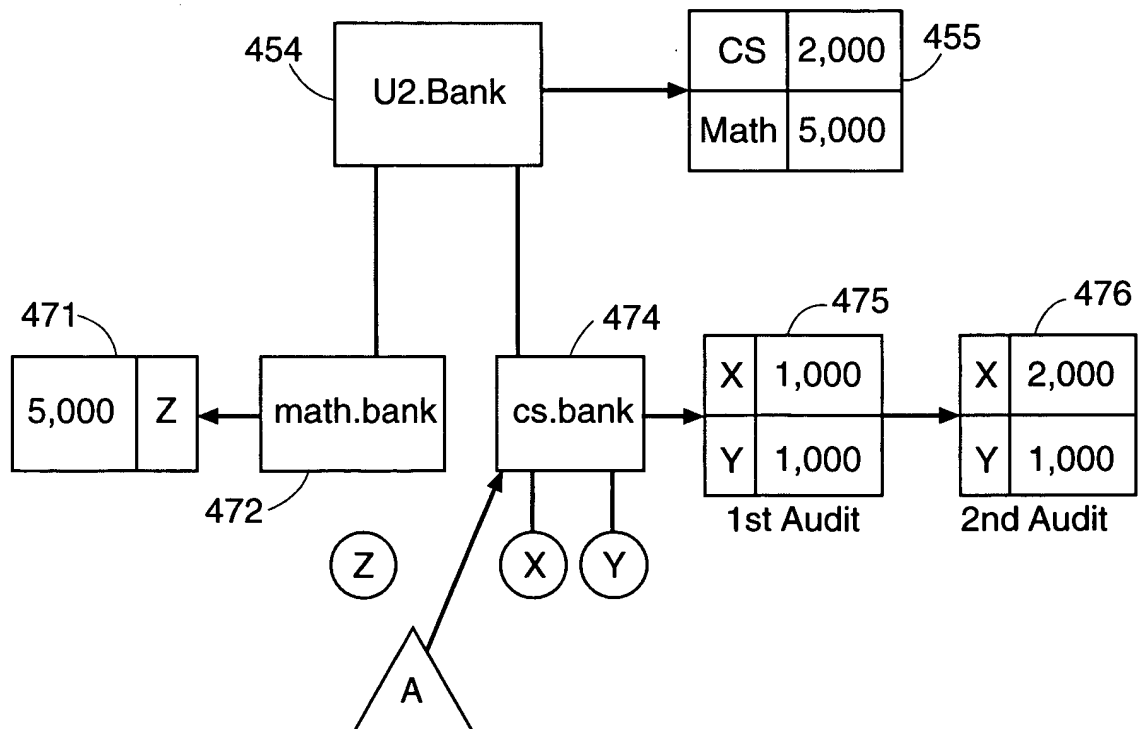 454
U2.Bank
CS 2,000
Math 5,000
455
471
5,000 Z
math.bank
472
474
cs.bank
475
X 1,000
Y 1,000
1st Audit
476
X 2,000
Y 1,000
2nd Audit
Z
X
Y
A